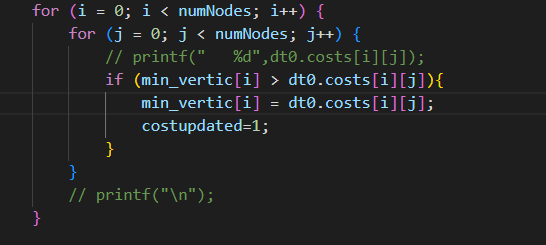 for (i = 0; i < numNodes; i++) {
    for (j = 0; j < numNodes; j++) {
        // printf("   %d",dt0.costs[i][j]);
        if (min_vertic[i] > dt0.costs[i][j]){
            min_vertic[i] = dt0.costs[i][j];
            costupdated=1;
        }
    }
    // printf("\n");
}